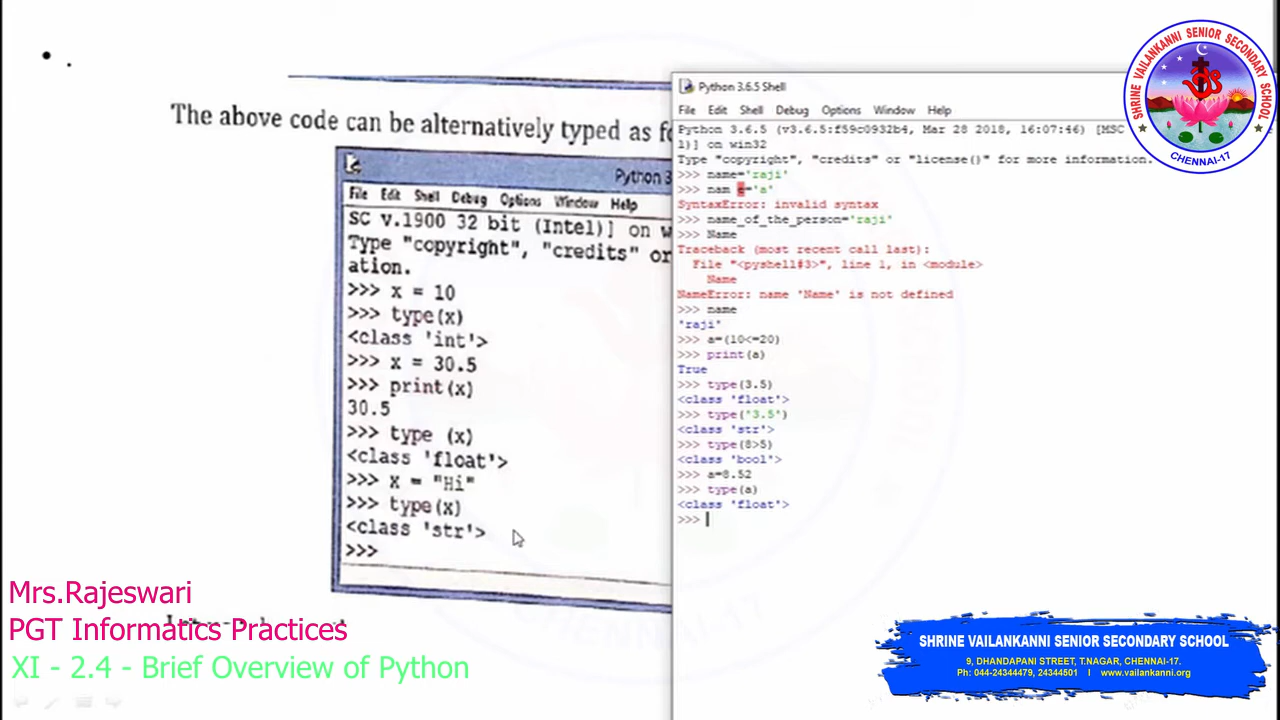 The above code can be alternatively typed as
Python 3
File Edit Shell Debug Options Window Help
SC v.1900 32 bit (Intel)] on
Type "copyright", "credits" or
ation.
>>> x = 10
>>> type(x)
<class 'int'>
>>> x = 30.5
>>> print(x)
30.5
>>> type (x)
<class 'float'>
>>> x = "Hi"
>>> type(x)
<class 'str'>
>>>
Python 3.6.5 Shell
File Edit Shell Debug Options Window Help
Python 3.6.5 (v3.6.5:f59c0932b4, Mar 28 2018, 16:07:46) [MSC
1)] on win32
Type "copyright", "credits" or "license()" for more information.
>>> name='raji'
>>> nam e='a'
SyntaxError: invalid syntax
>>> name_of_the_person='raji'
>>> Name
Traceback (most recent call last):
File "<pyshell#3>", line 1, in <module>
Name
NameError: name 'Name' is not defined
>>> name
'raji'
>>> a=(10<=20)
>>> print(a)
True
>>> type(3.5)
<class 'float'>
>>> type('3.5')
<class 'str'>
>>> type(8>5)
<class 'bool'>
>>> a=8.52
>>> type(a)
<class 'float'>
>>>
SHRINE VAILANKANNI SENIOR SECONDARY SCHOOL
CHENNAI-17
Mrs.Rajeswari
PGT Informatics Practices
XI - 2.4 - Brief Overview of Python
SHRINE VAILANKANNI SENIOR SECONDARY SCHOOL
9, DHANDAPANI STREET, T.NAGAR, CHENNAI-17.
Ph: 044-24344479, 24344501 I www.vailankanni.org